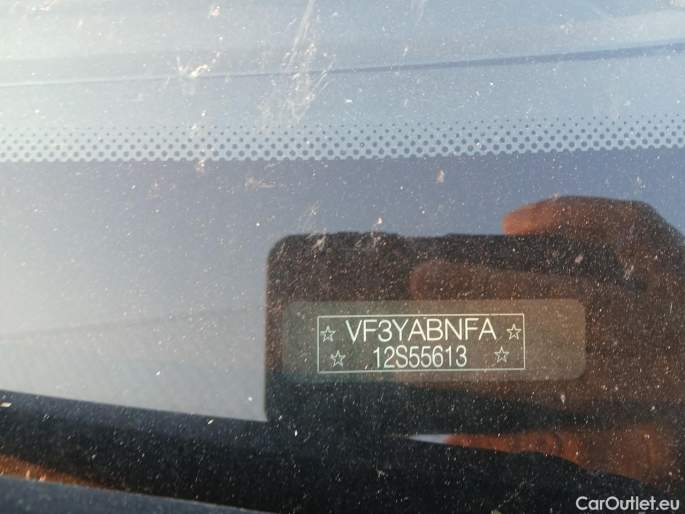 ☆ VF3YABNFA ☆
☆ 12S55613 ☆
CarOutlet.eu